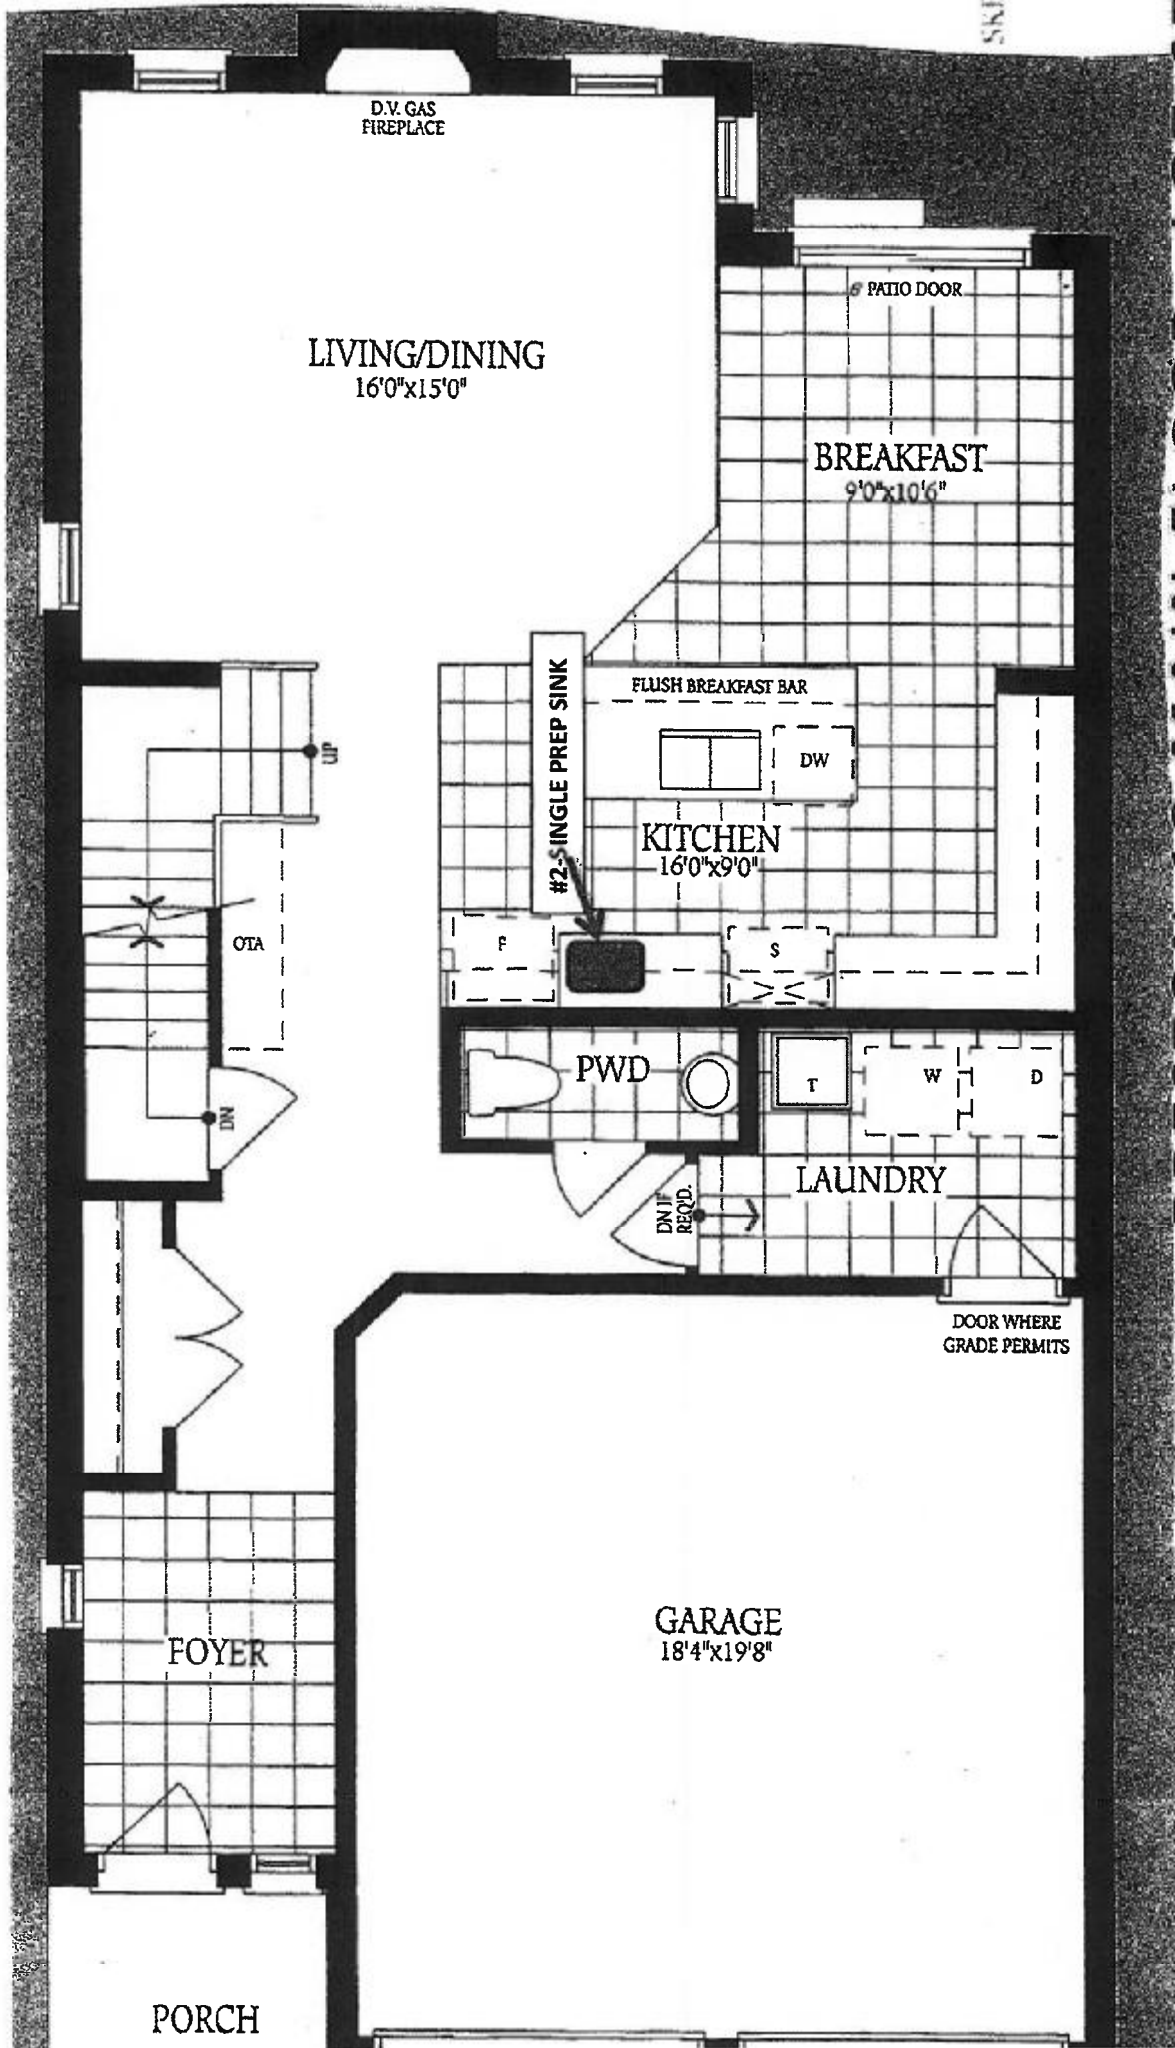 SKI
D.V. GAS
FIREPLACE
6' PATIO DOOR
LIVING/DINING
16'0"x15'0"
BREAKFAST
9'0"x10'6"
FLUSH BREAKFAST BAR
UP
#2-SINGLE PREP SINK
DW
KITCHEN
16'0"x9'0"
OTA
F
S
PWD
T
W
D
DN
LAUNDRY
DN IF
REQ'D.
DOOR WHERE
GRADE PERMITS
GARAGE
18'4"x19'8"
FOYER
PORCH